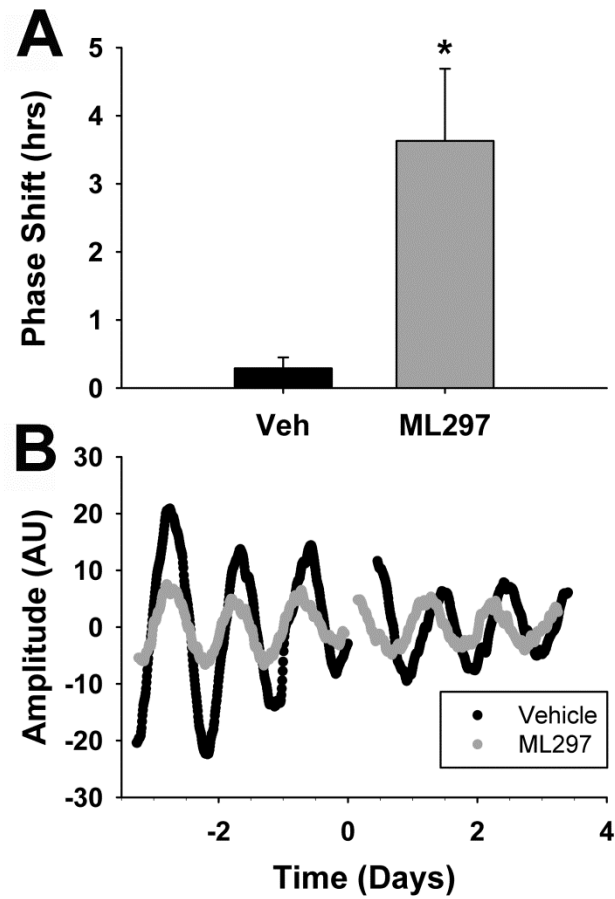 A
Phase Shift (hrs)
5
4
3
2
1
0
*
Veh ML297
B
Amplitude (AU)
30
20
10
0
-10
-20
-30
Vehicle
ML297
-2 0 2 4
Time (Days)